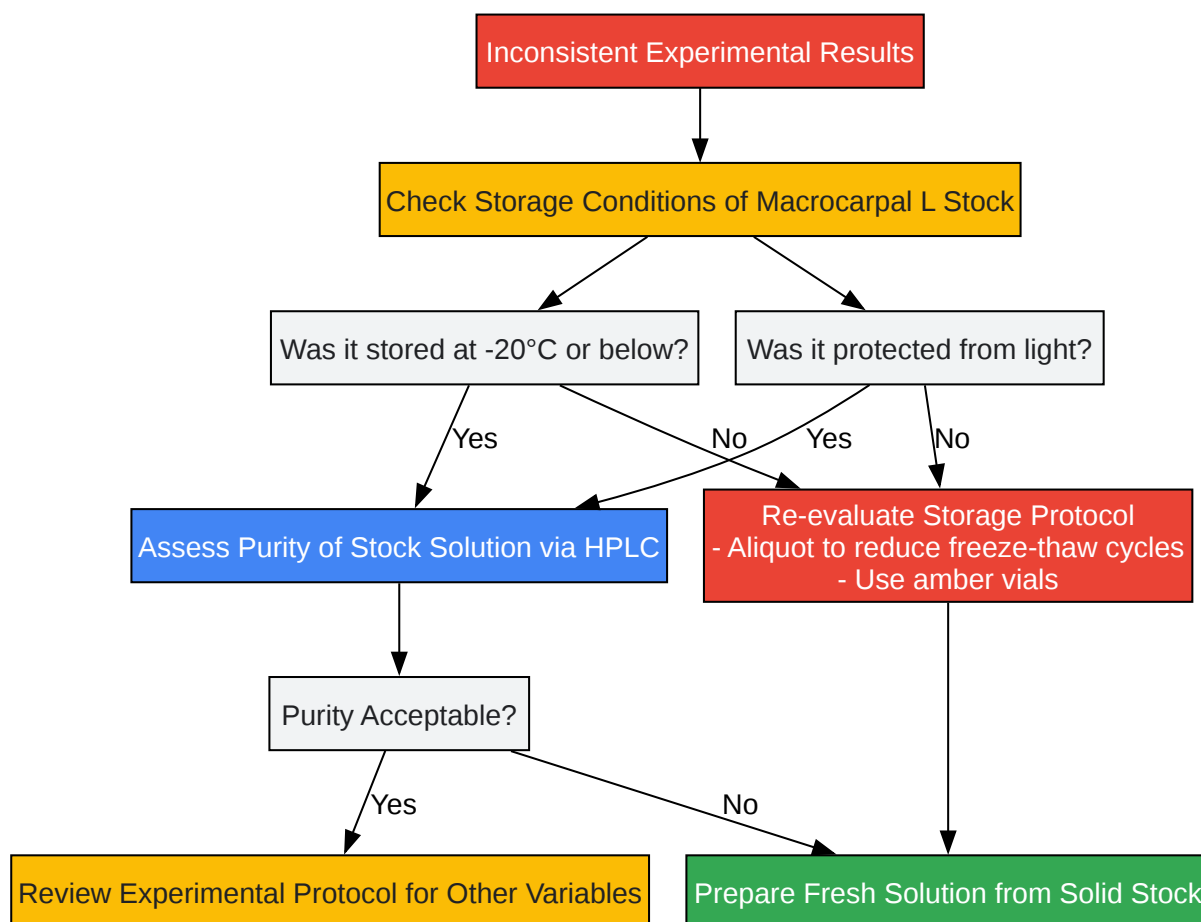 Inconsistent Experimental Results
Check Storage Conditions of Macrocarpal L Stock
Was it stored at -20°C or below?
Was it protected from light?
Yes
No
Yes
No
Assess Purity of Stock Solution via HPLC
Re-evaluate Storage Protocol
- Aliquot to reduce freeze-thaw cycles
- Use amber vials
Purity Acceptable?
Yes
No
Review Experimental Protocol for Other Variables
Prepare Fresh Solution from Solid Stock